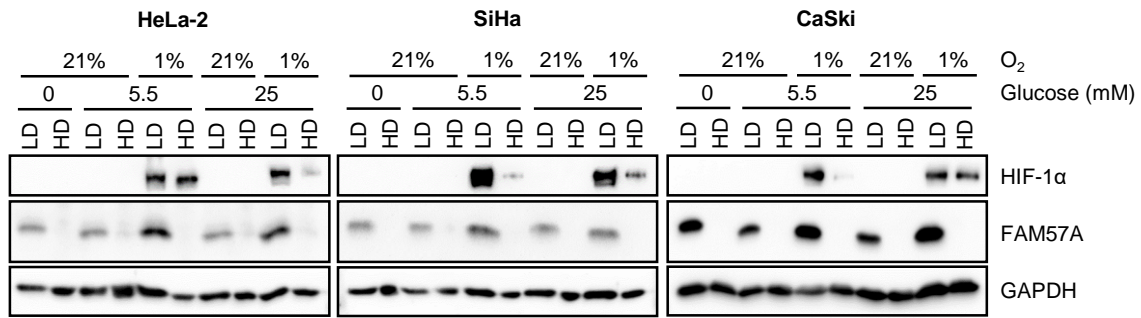 HeLa-2 SiHa CaSki
21% 1% 21% 1% 21% 1% 21% 1% 21% 1% 21% 1% O₂
0 5.5 25 0 5.5 25 0 5.5 25 Glucose (mM)
LD HD LD HD LD HD LD HD LD HD LD HD LD HD LD HD LD HD LD HD LD HD LD HD LD HD LD HD LD HD
HIF-1α
FAM57A
GAPDH